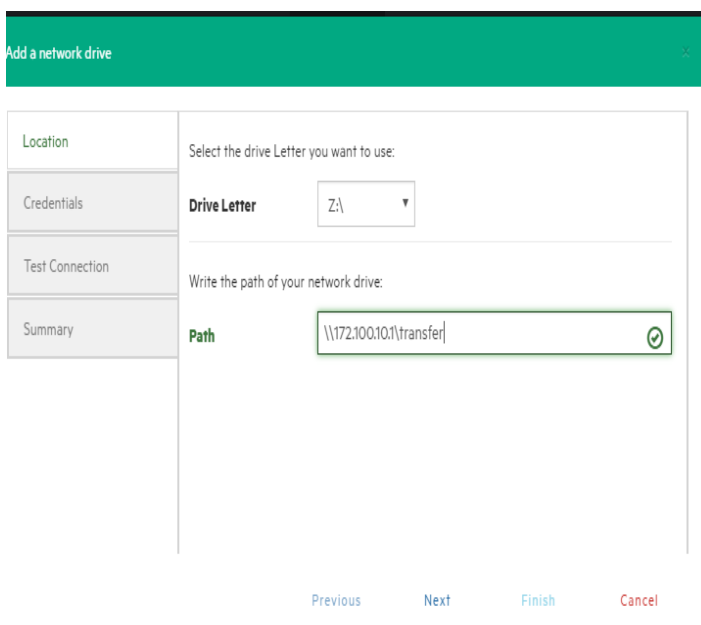 Add a network drive
×
Location
Select the drive Letter you want to use:
Drive Letter
Z:\
Credentials
Test Connection
Write the path of your network drive:
Path
\\172.100.10.1\transfer
Summary
Previous Next Finish Cancel